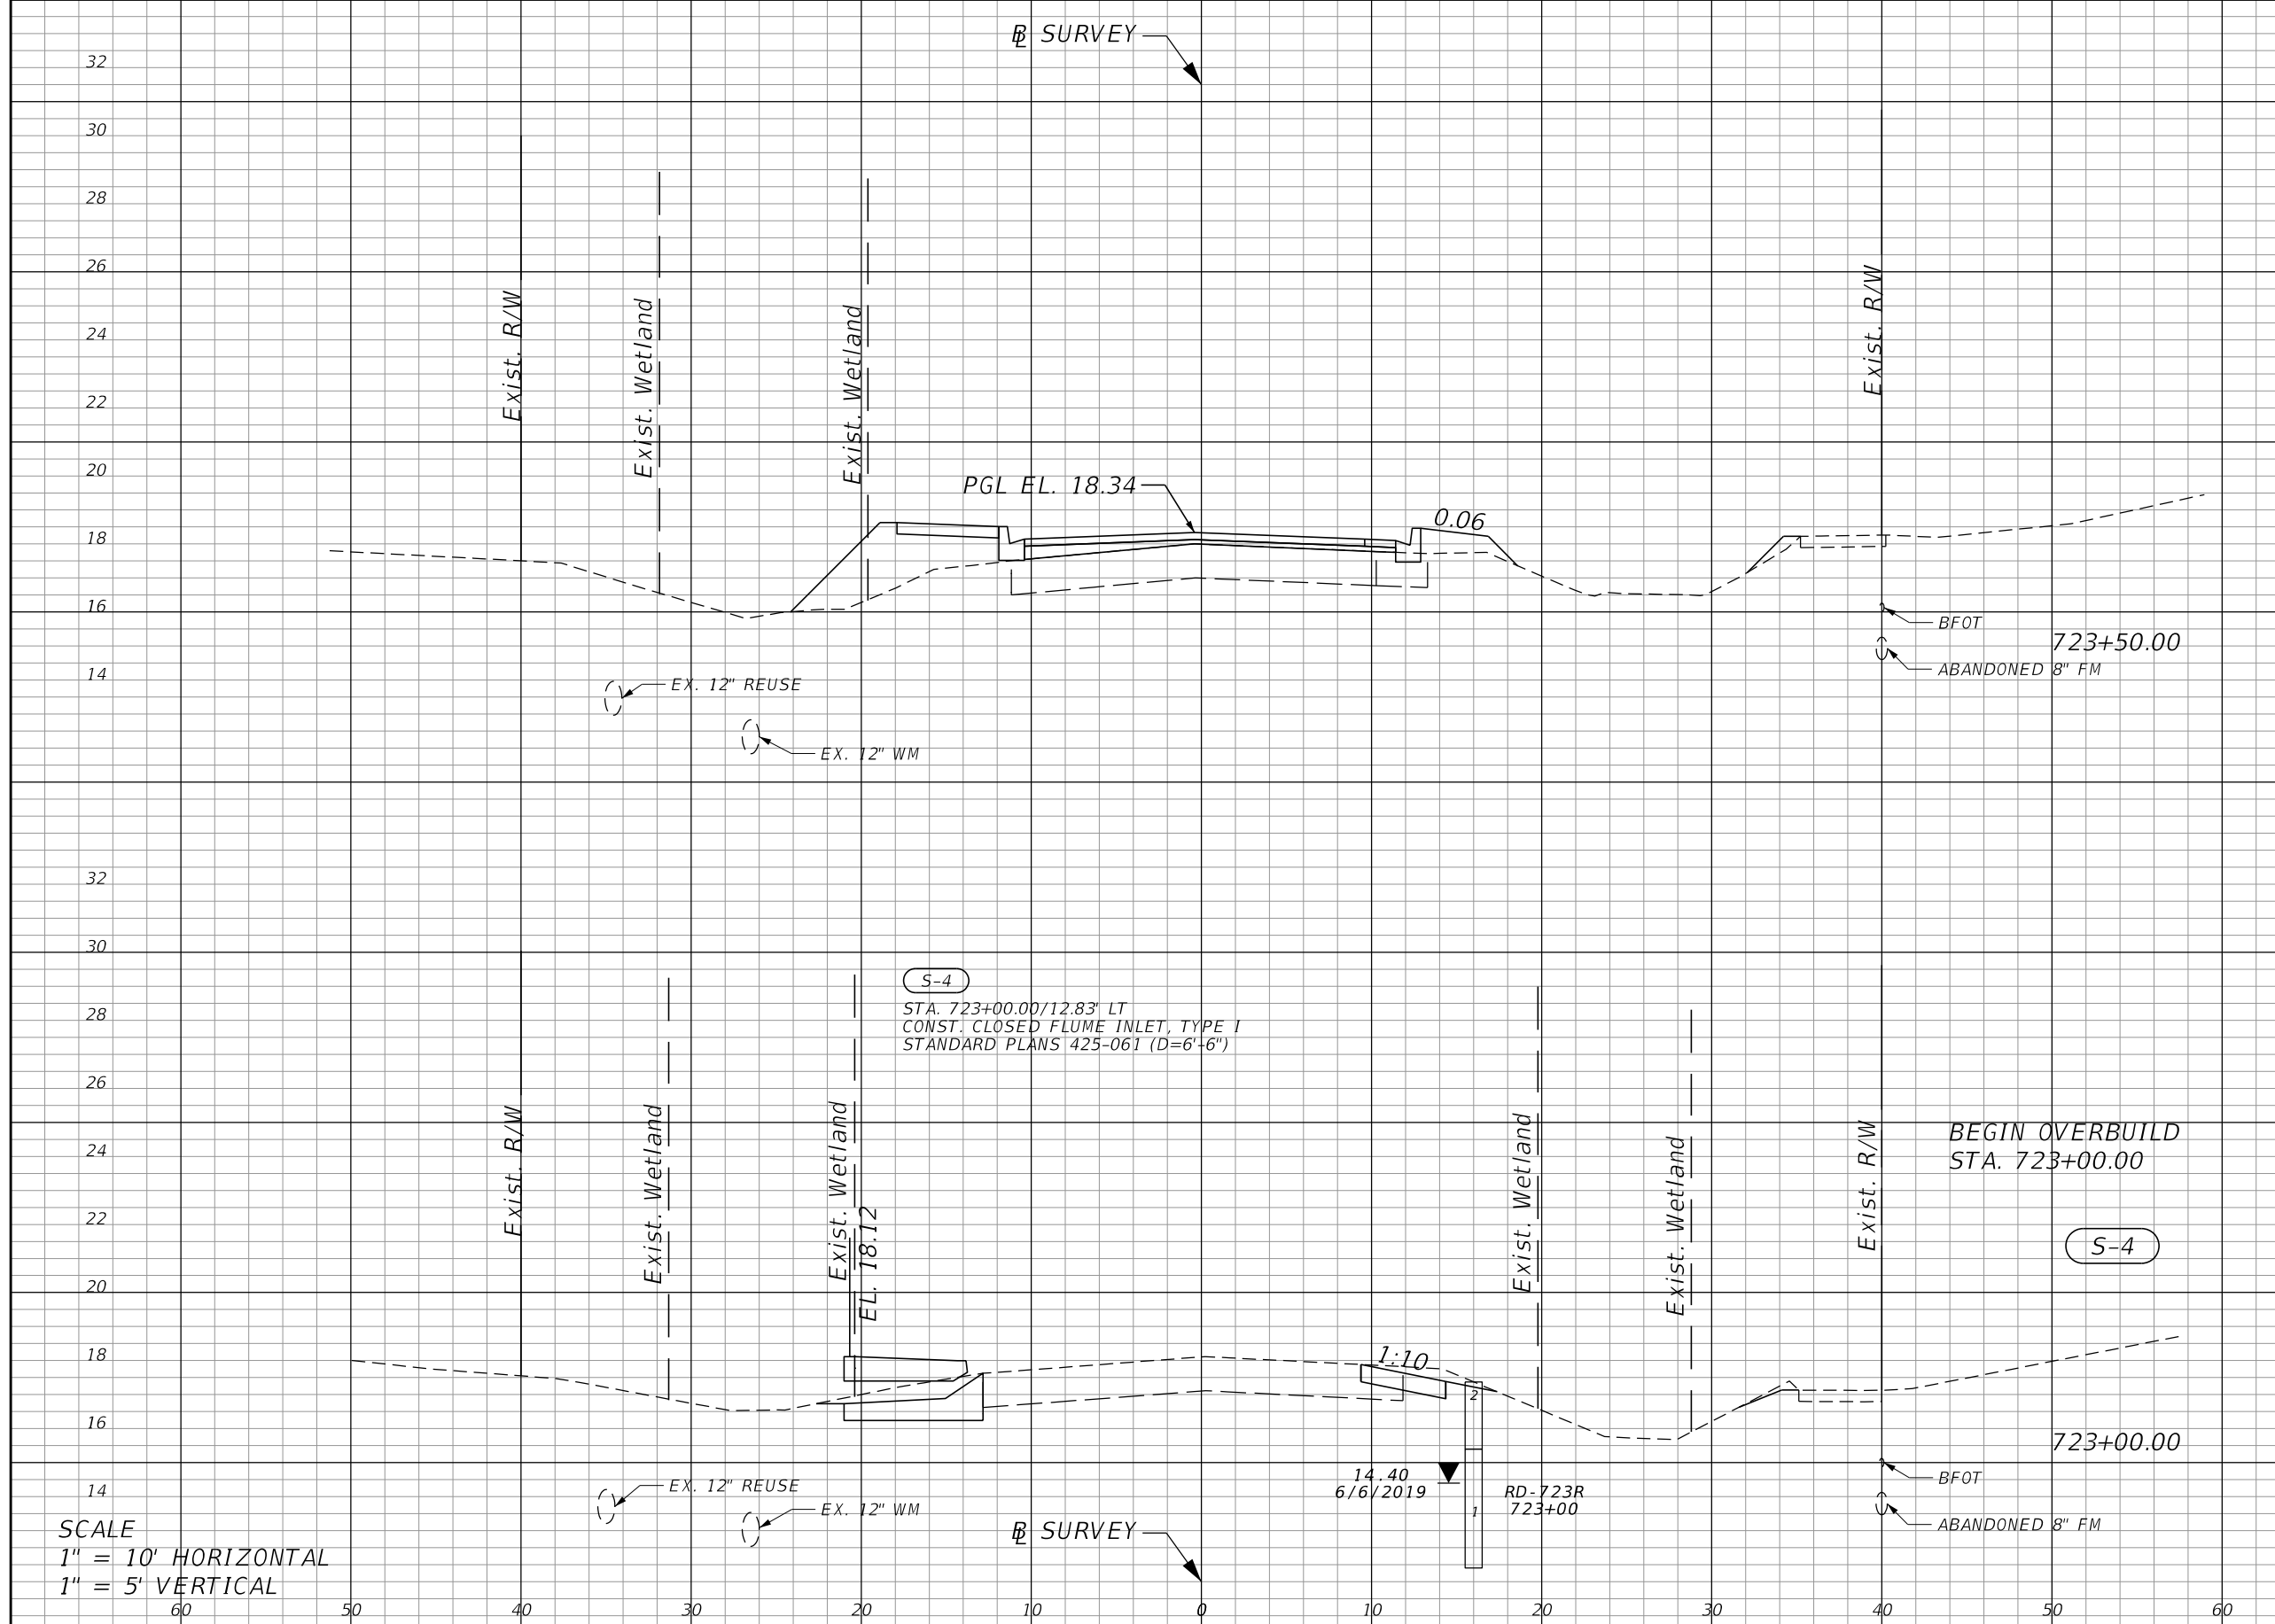 ℄ SURVEY
32
30
28
26
24
22
20
18
16
14
Exist. R/W
Exist. Wetland
Exist. Wetland
Exist. R/W
PGL EL. 18.34
0.06
BFOT
723+50.00
ABANDONED 8" FM
EX. 12" REUSE
EX. 12" WM
32
30
28
26
24
22
20
18
16
14
S-4
STA. 723+00.00/12.83' LT
CONST. CLOSED FLUME INLET, TYPE I
STANDARD PLANS 425-061 (D=6'-6")
Exist. R/W
Exist. Wetland
Exist. Wetland
EL. 18.12
Exist. Wetland
Exist. Wetland
Exist. R/W
BEGIN OVERBUILD
STA. 723+00.00
S-4
1:10
2
1
723+00.00
14.40
6/6/2019
RD-723R
723+00
BFOT
ABANDONED 8" FM
EX. 12" REUSE
EX. 12" WM
℄ SURVEY
SCALE
1" = 10' HORIZONTAL
1" = 5' VERTICAL
60 50 40 30 20 10 0 10 20 30 40 50 60